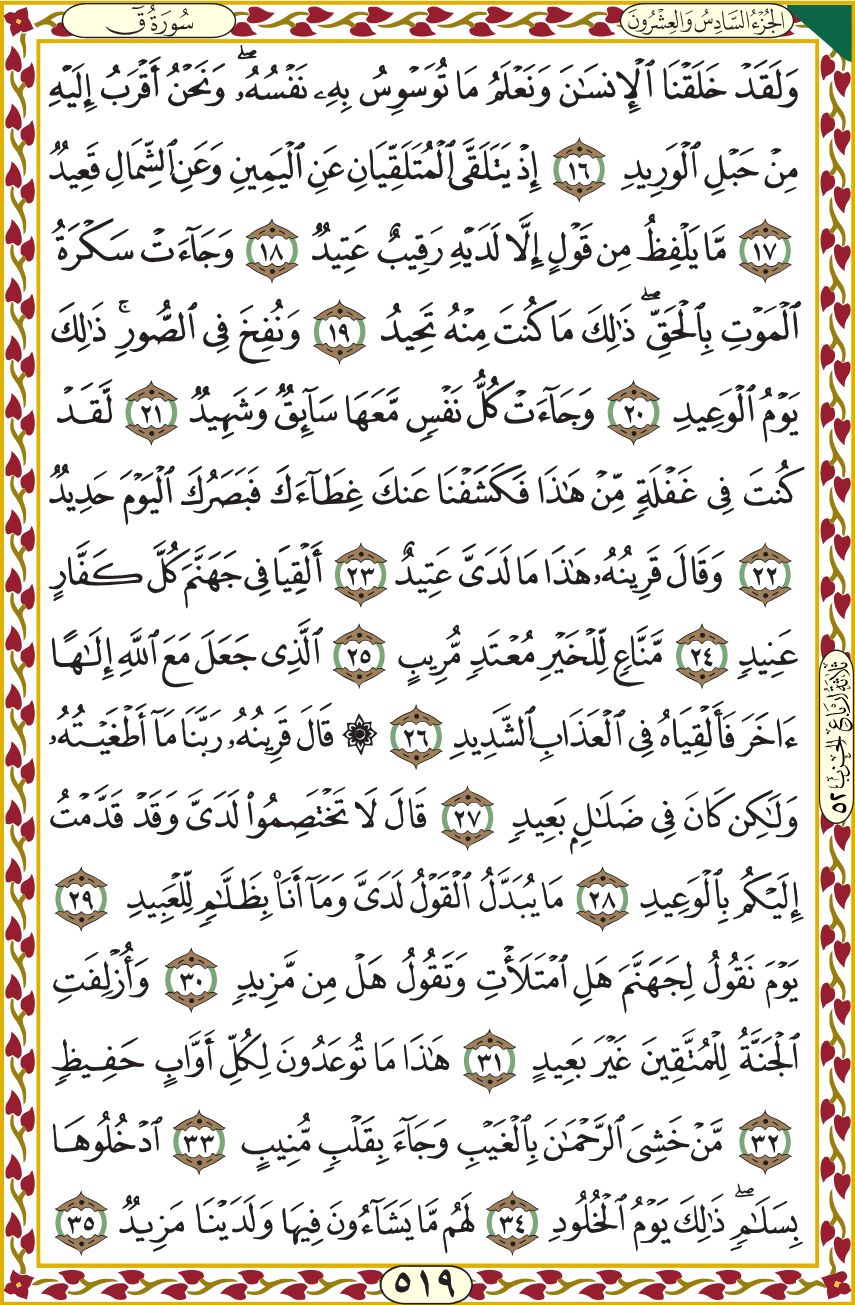 الجُزْءُ السَّادِسُ وَالعِشْرُونَ
سُورَةُ قٓ
وَلَقَدْ خَلَقْنَا ٱلْإِنسَٰنَ وَنَعْلَمُ مَا تُوَسْوِسُ بِهِۦ نَفْسُهُۥۖ وَنَحْنُ أَقْرَبُ إِلَيْهِ
مِنْ حَبْلِ ٱلْوَرِيدِ ١٦ إِذْ يَتَلَقَّى ٱلْمُتَلَقِّيَانِ عَنِ ٱلْيَمِينِ وَعَنِ ٱلشِّمَالِ قَعِيدٌ
١٧ مَّا يَلْفِظُ مِن قَوْلٍ إِلَّا لَدَيْهِ رَقِيبٌ عَتِيدٌ ١٨ وَجَآءَتْ سَكْرَةُ
ٱلْمَوْتِ بِٱلْحَقِّۖ ذَٰلِكَ مَا كُنتَ مِنْهُ تَحِيدُ ١٩ وَنُفِخَ فِى ٱلصُّورِۚ ذَٰلِكَ
يَوْمُ ٱلْوَعِيدِ ٢٠ وَجَآءَتْ كُلُّ نَفْسٍ مَّعَهَا سَآئِقٌ وَشَهِيدٌ ٢١ لَّقَدْ
كُنتَ فِى غَفْلَةٍ مِّنْ هَٰذَا فَكَشَفْنَا عَنكَ غِطَآءَكَ فَبَصَرُكَ ٱلْيَوْمَ حَدِيدٌ
٢٢ وَقَالَ قَرِينُهُۥ هَٰذَا مَا لَدَىَّ عَتِيدٌ ٢٣ أَلْقِيَا فِى جَهَنَّمَ كُلَّ كَفَّارٍ
عَنِيدٍ ٢٤ مَّنَّاعٍ لِّلْخَيْرِ مُعْتَدٍ مُّرِيبٍ ٢٥ ٱلَّذِى جَعَلَ مَعَ ٱللَّهِ إِلَٰهًا
ءَاخَرَ فَأَلْقِيَاهُ فِى ٱلْعَذَابِ ٱلشَّدِيدِ ٢٦ ۞ قَالَ قَرِينُهُۥ رَبَّنَا مَآ أَطْغَيْتُهُۥ
وَلَٰكِن كَانَ فِى ضَلَٰلٍۭ بَعِيدٍ ٢٧ قَالَ لَا تَخْتَصِمُوا۟ لَدَىَّ وَقَدْ قَدَّمْتُ
إِلَيْكُم بِٱلْوَعِيدِ ٢٨ مَا يُبَدَّلُ ٱلْقَوْلُ لَدَىَّ وَمَآ أَنَا۠ بِظَلَّٰمٍ لِّلْعَبِيدِ ٢٩
يَوْمَ نَقُولُ لِجَهَنَّمَ هَلِ ٱمْتَلَأْتِ وَتَقُولُ هَلْ مِن مَّزِيدٍ ٣٠ وَأُزْلِفَتِ
ٱلْجَنَّةُ لِلْمُتَّقِينَ غَيْرَ بَعِيدٍ ٣١ هَٰذَا مَا تُوعَدُونَ لِكُلِّ أَوَّابٍ حَفِيظٍ
٣٢ مَّنْ خَشِىَ ٱلرَّحْمَٰنَ بِٱلْغَيْبِ وَجَآءَ بِقَلْبٍ مُّنِيبٍ ٣٣ ٱدْخُلُوهَا
بِسَلَٰمٍۖ ذَٰلِكَ يَوْمُ ٱلْخُلُودِ ٣٤ لَهُم مَّا يَشَآءُونَ فِيهَا وَلَدَيْنَا مَزِيدٌ ٣٥
ثَلَاثَةُ أَرْبَاعِ الحِزْبِ ٥٢
٥١٩